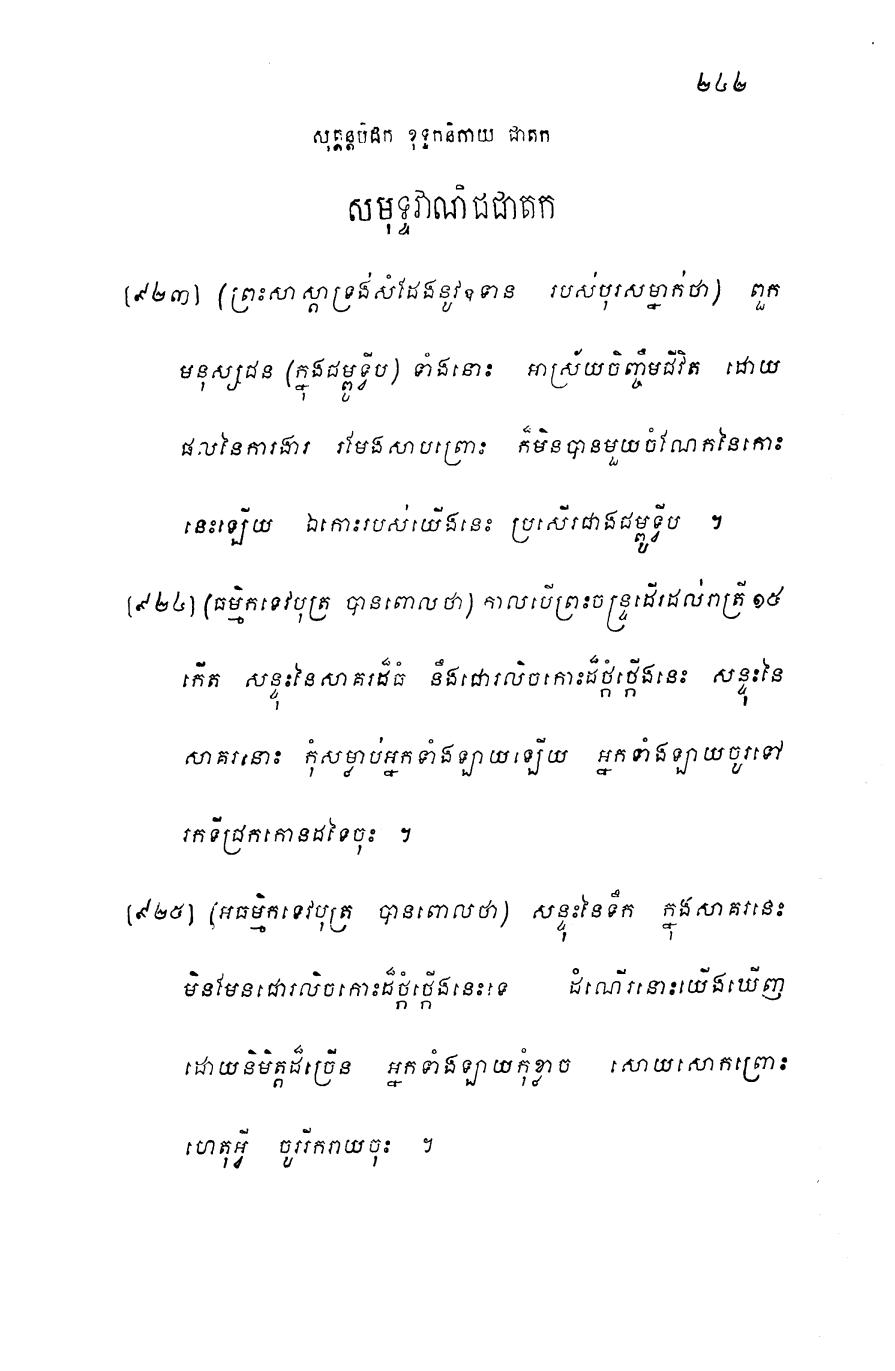 ២៤២
សុត្តន្តបិដក ខុទ្ទកនិកាយ ជាតក
សមុទ្ទវាណិជជាតក
[៩២៣] (ព្រះសាស្តាទ្រង់សំដែងនូវឧទាន របស់បុរសម្នាក់ថា) ពួក
មនុស្សជន (ក្នុងជម្ពូទ្វីប) ទាំងនោះ អាស្រ័យចិញ្ចឹមជីវិត ដោយ
ផលនៃការងារ រមែងសាបព្រោះ ក៏មិនបានមួយចំណែកនៃកោះ
នេះឡើយ ឯកោះរបស់យើងនេះ ប្រសើរជាងជម្ពូទ្វីប ។
[៩២៤] (ធម្មិកទេវបុត្រ បានពោលថា) កាលបើព្រះចន្ទ្រដើរដល់រាត្រី ១៥
កើត សន្ទុះនៃសាគរដ៏ធំ នឹងជោរលិចកោះដ៏ថ្កុំថ្កើងនេះ សន្ទុះនៃ
សាគរនោះ កុំសម្លាប់អ្នកទាំងឡាយឡើយ អ្នកទាំងឡាយចូរទៅ
រកទីជ្រកកោនដទៃចុះ ។
[៩២៥] (អធម្មិកទេវបុត្រ បានពោលថា) សន្ទុះនៃទឹក ក្នុងសាគរនេះ
មិនមែនជោរលិចកោះដ៏ថ្កុំថ្កើងនេះទេ ដំណើរនោះយើងឃើញ
ដោយនិមិត្តដ៏ច្រើន អ្នកទាំងឡាយកុំខ្លាច សោយសោកព្រោះ
ហេតុអ្វី ចូររីករាយចុះ ។